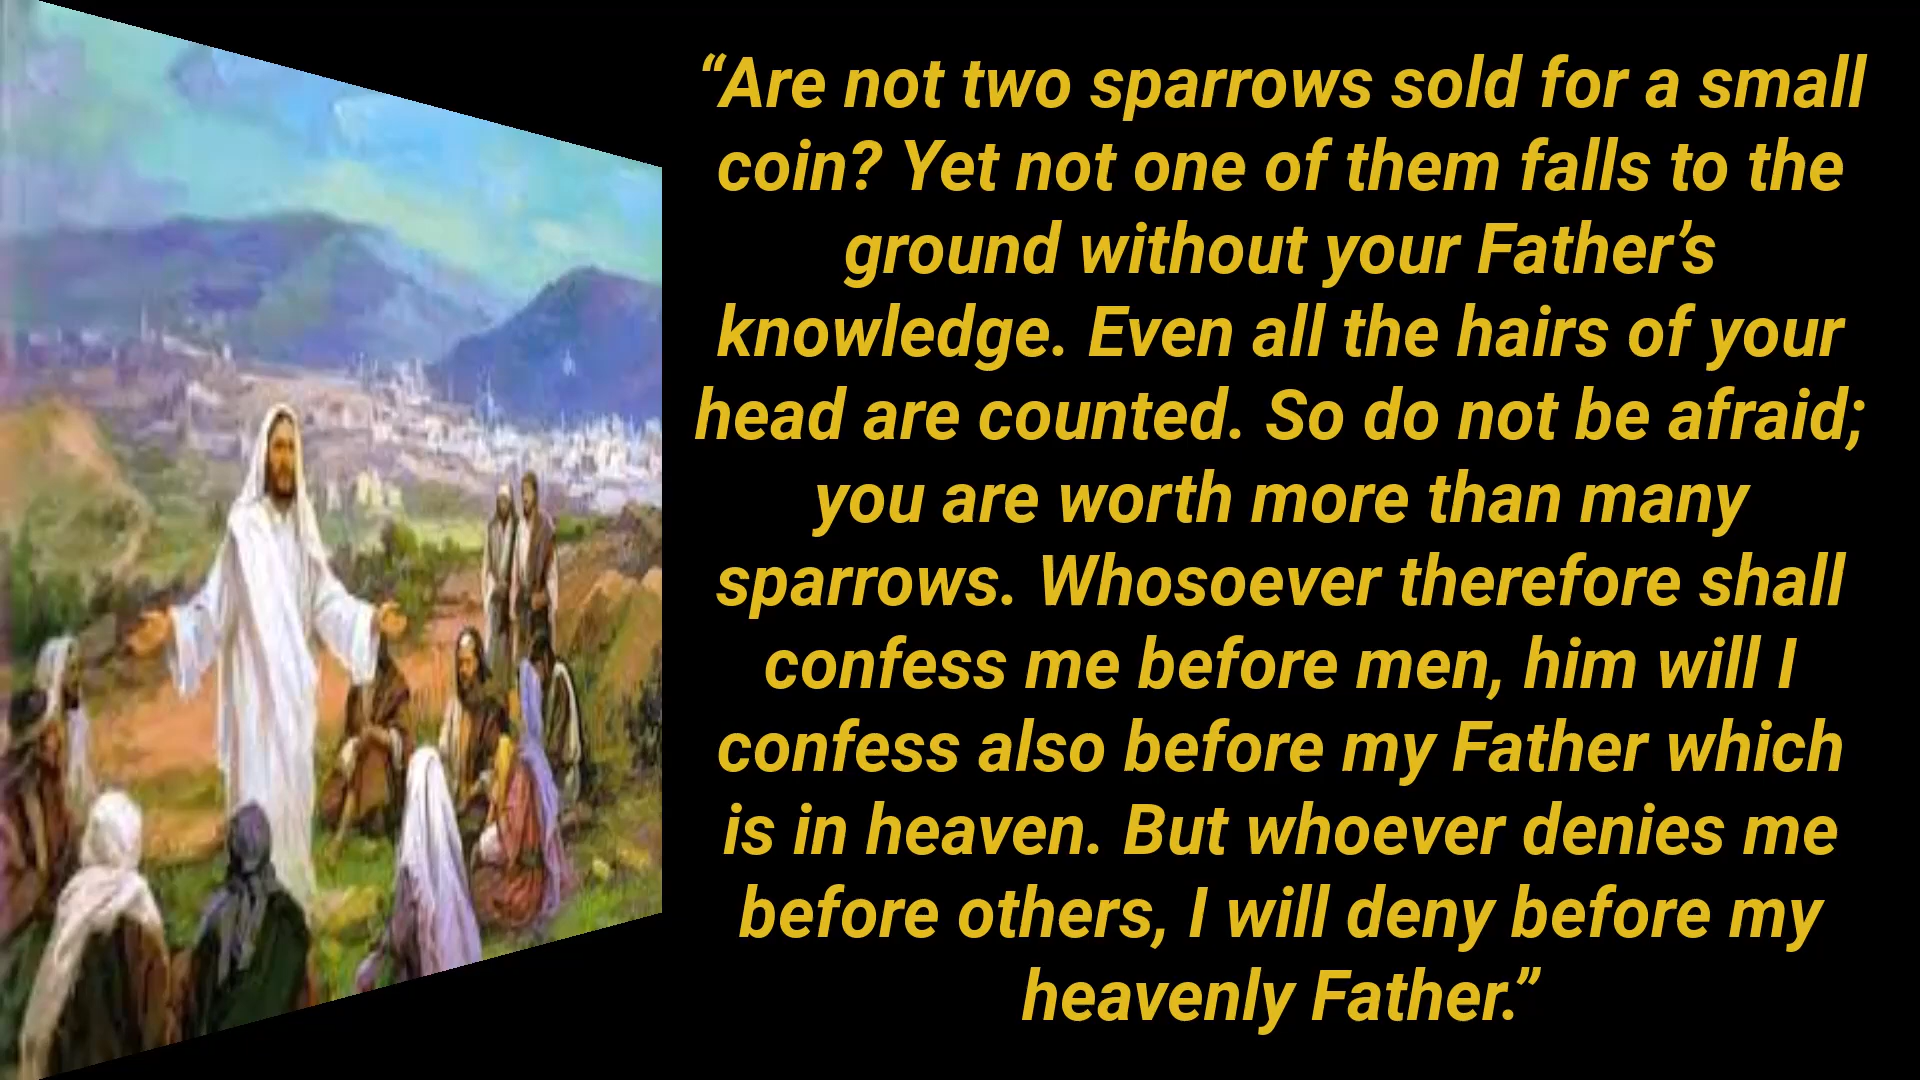 “Are not two sparrows sold for a small
coin? Yet not one of them falls to the
ground without your Father’s
knowledge. Even all the hairs of your
head are counted. So do not be afraid;
you are worth more than many
sparrows. Whosoever therefore shall
confess me before men, him will I
confess also before my Father which
is in heaven. But whoever denies me
before others, I will deny before my
heavenly Father.”